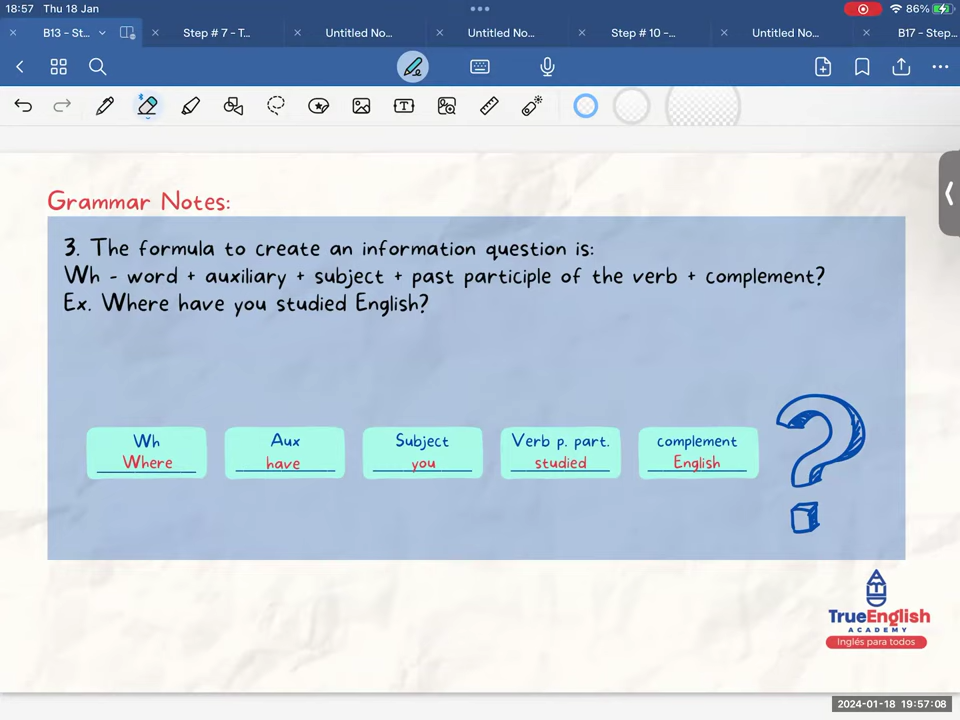 18:57 Thu 18 Jan
86%
B13 - St...
Step # 7 - T...
Untitled No...
Untitled No...
Step # 10 -...
Untitled No...
B17 - Step...
Grammar Notes:
3. The formula to create an information question is:
Wh - word + auxiliary + subject + past participle of the verb + complement?
Ex. Where have you studied English?
Wh
Where
Aux
have
Subject
you
Verb p. part.
studied
complement
English
?
TrueEnglish
ACADEMY
Inglés para todos
2024-01-18 19:57:08